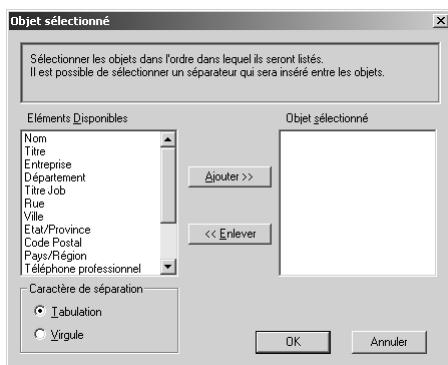 Objet sélectionné
Sélectionner les objets dans l'ordre dans lequel ils seront listés.
Il est possible de sélectionner un séparateur qui sera inséré entre les objets.
Eléments Disponibles
Nom
Titre
Entreprise
Département
Titre Job
Rue
Ville
Etat/Province
Code Postal
Pays/Région
Téléphone professionnel
Ajouter >>
<< Enlever
Objet sélectionné
Caractère de séparation
Tabulation
Virgule
OK
Annuler